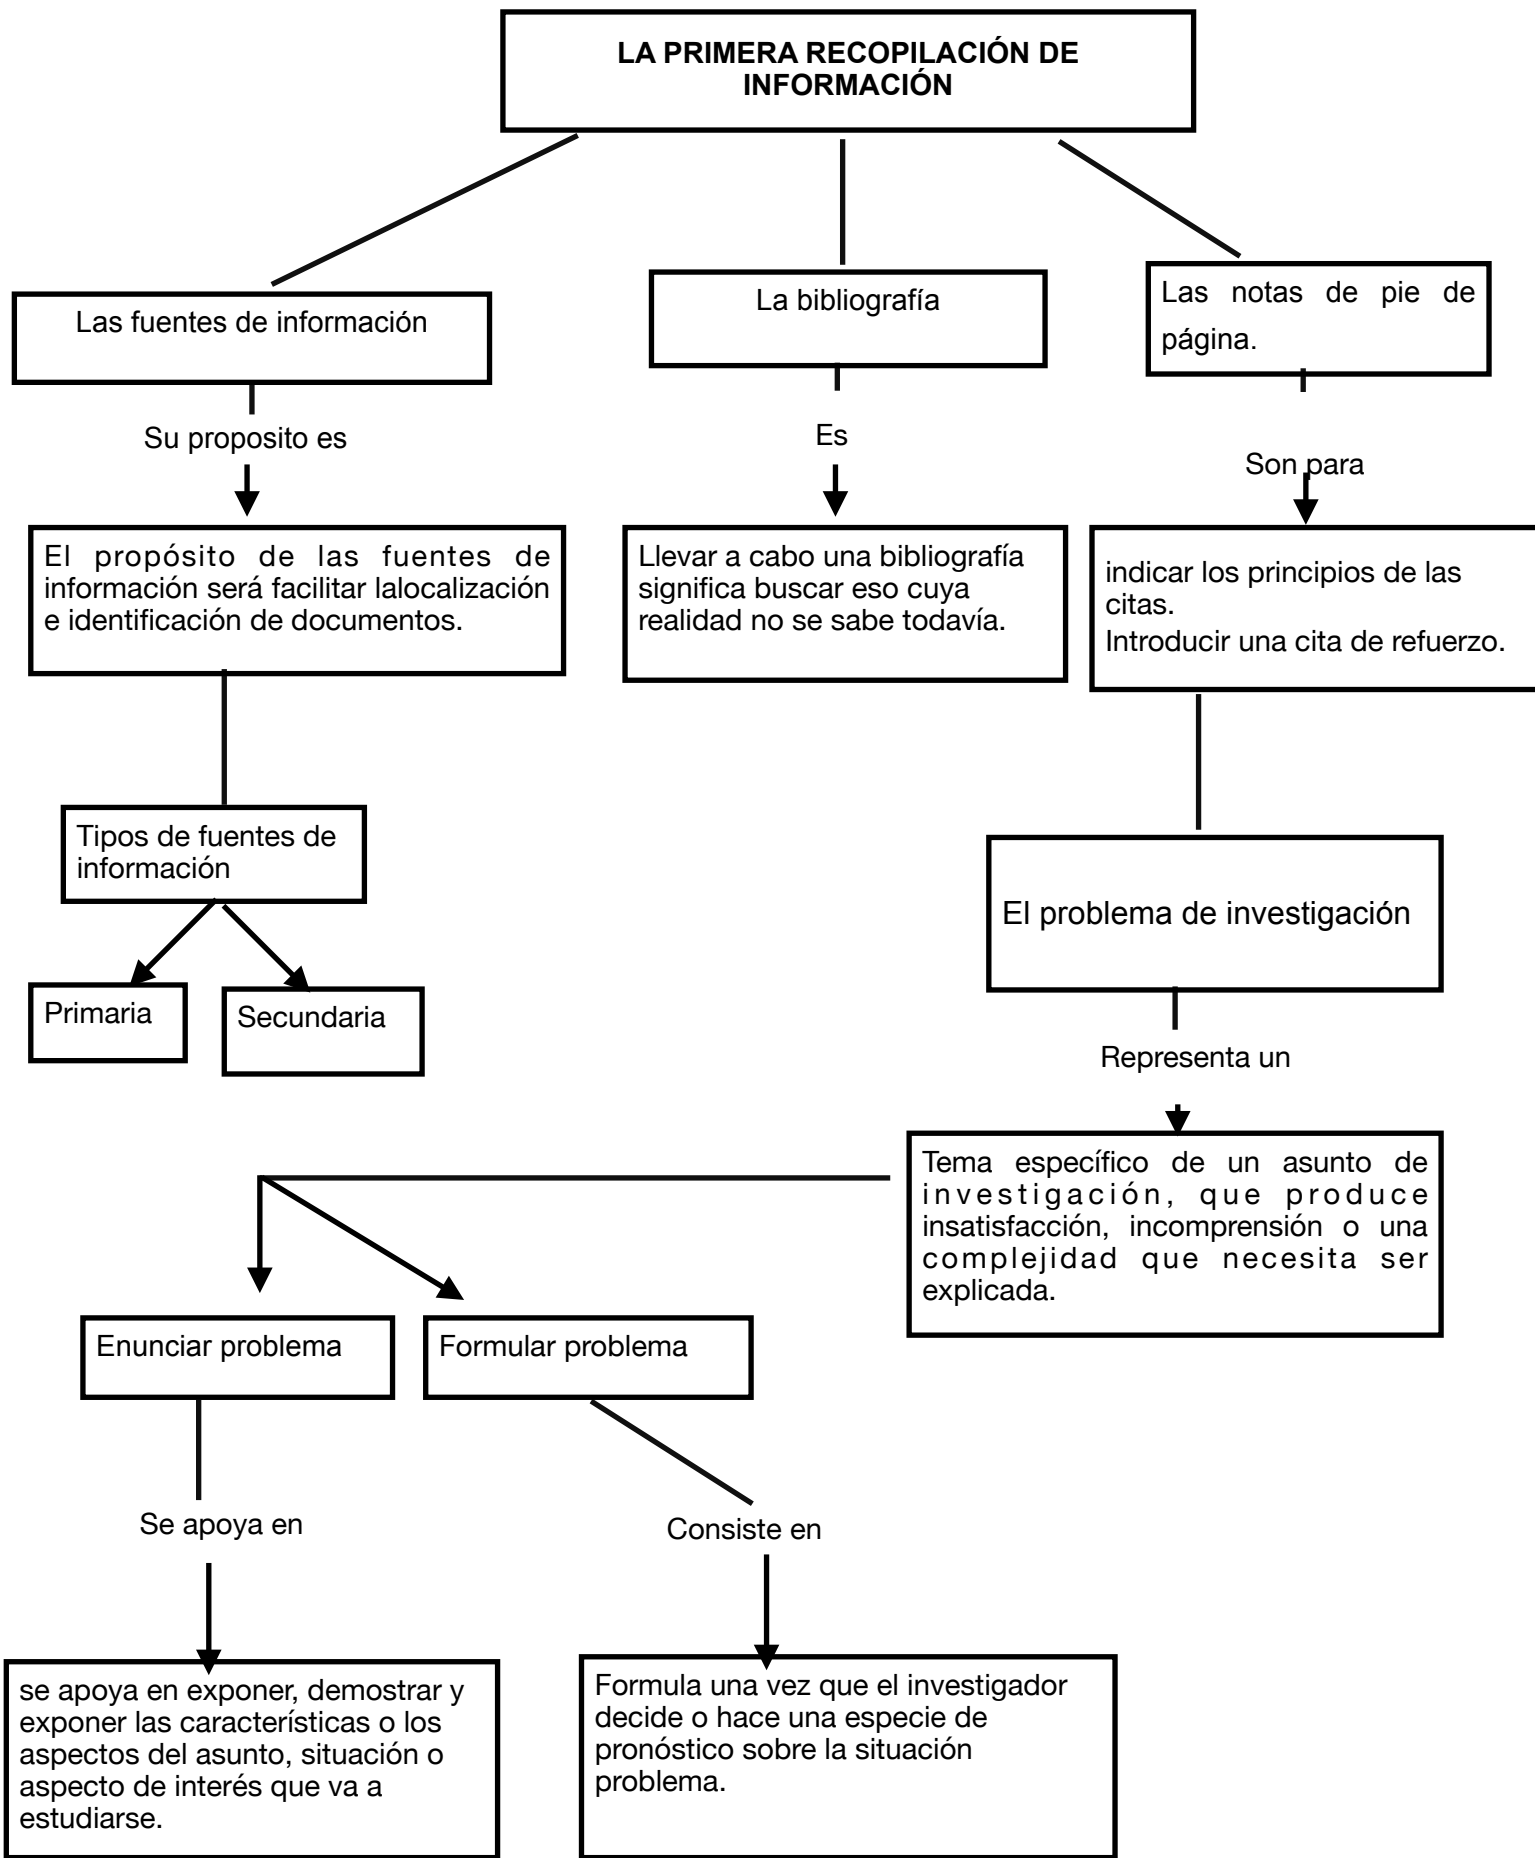 LA PRIMERA RECOPILACIÓN DE
INFORMACIÓN
Las fuentes de información
La bibliografía
Las notas de pie de
página.
Su proposito es
Es
Son para
El propósito de las fuentes de
información será facilitar lalocalización
e identificación de documentos.
Llevar a cabo una bibliografía
significa buscar eso cuya
realidad no se sabe todavía.
indicar los principios de las
citas.
Introducir una cita de refuerzo.
Tipos de fuentes de
información
Primaria
Secundaria
El problema de investigación
Representa un
Tema específico de un asunto de
investigación, que produce
insatisfacción, incomprensión o una
complejidad que necesita ser
explicada.
Enunciar problema
Formular problema
Se apoya en
Consiste en
se apoya en exponer, demostrar y
exponer las características o los
aspectos del asunto, situación o
aspecto de interés que va a
estudiarse.
Formula una vez que el investigador
decide o hace una especie de
pronóstico sobre la situación
problema.